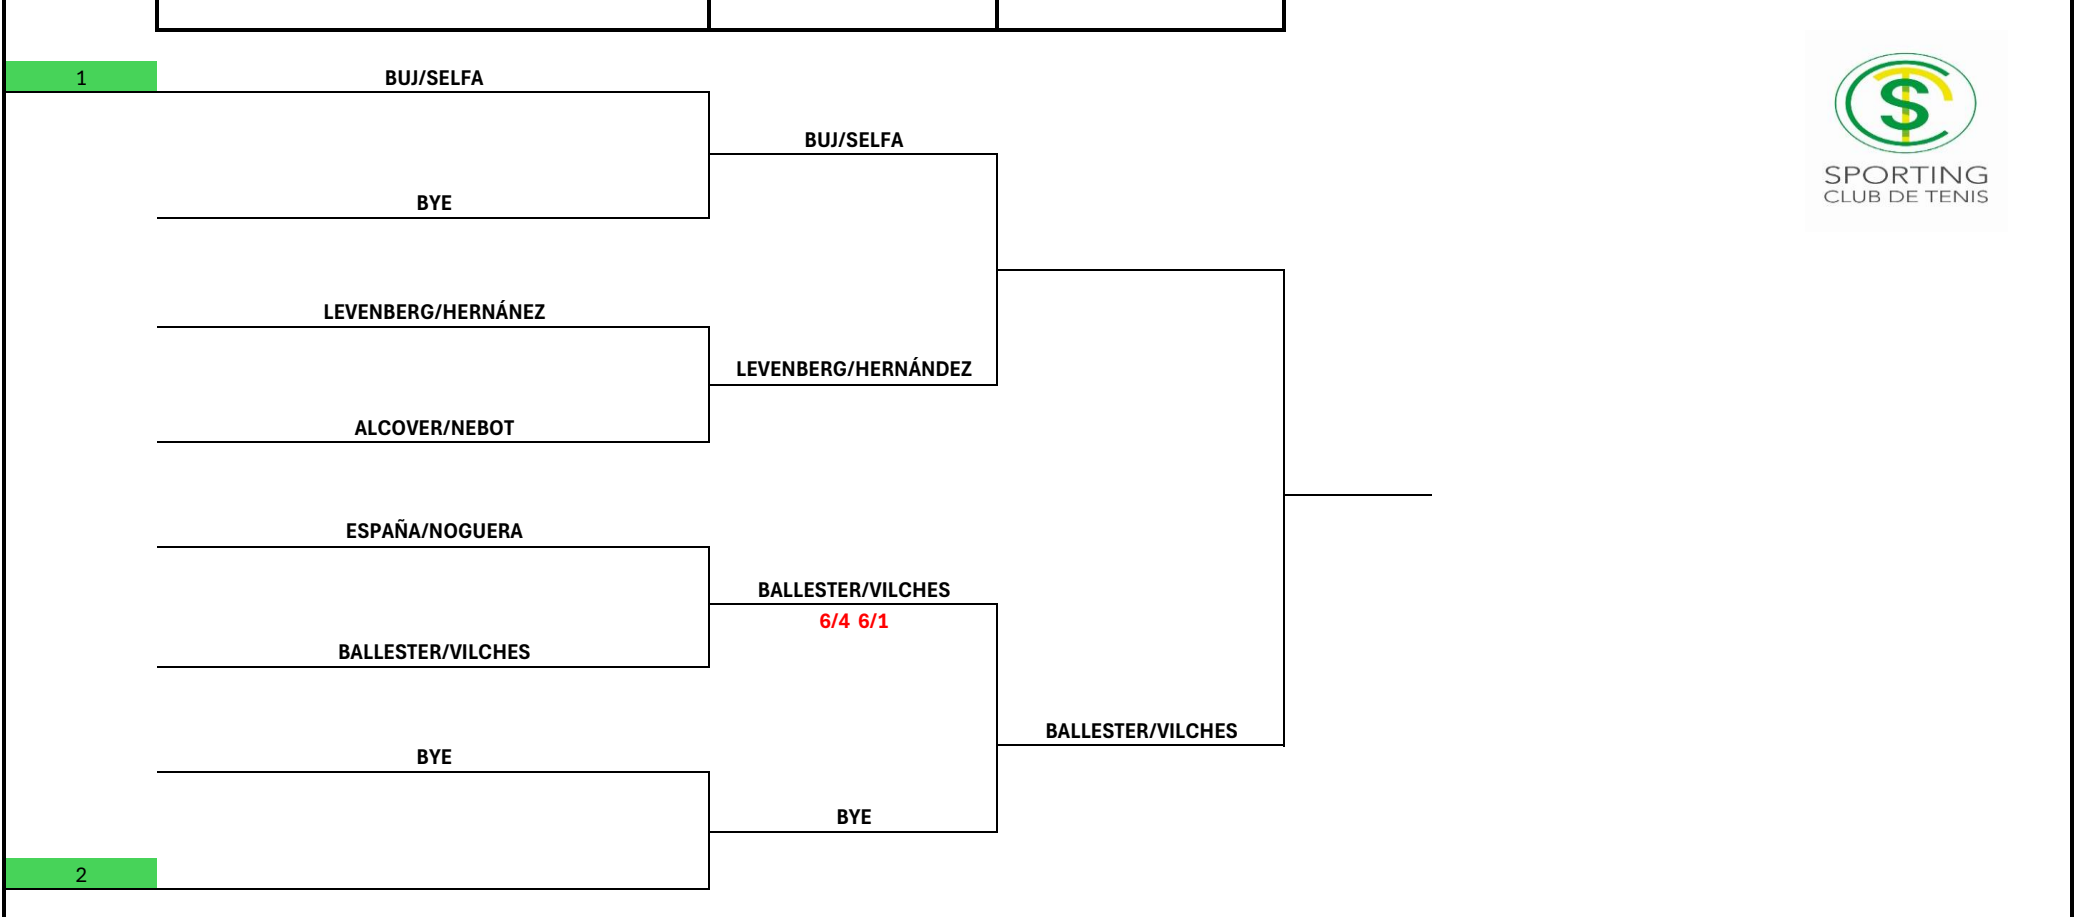 1
BUJ/SELFA
BUJ/SELFA
BYE
SPORTING
CLUB DE TENIS
LEVENBERG/HERNÁNEZ
LEVENBERG/HERNÁNDEZ
ALCOVER/NEBOT
ESPAÑA/NOGUERA
BALLESTER/VILCHES
6/4 6/1
BALLESTER/VILCHES
BALLESTER/VILCHES
BYE
BYE
2